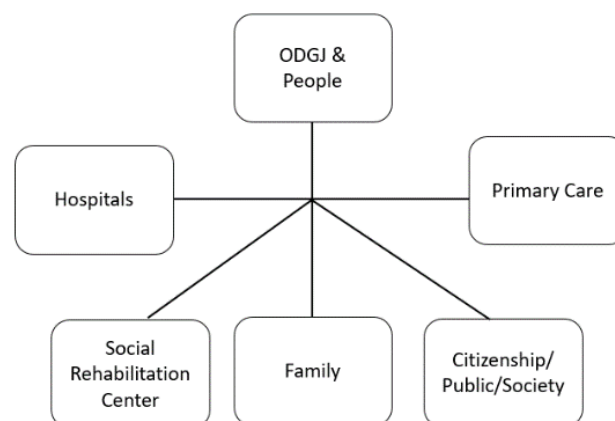 ODGJ &
People
Hospitals
Primary Care
Social
Rehabilitation
Center
Family
Citizenship/
Public/Society